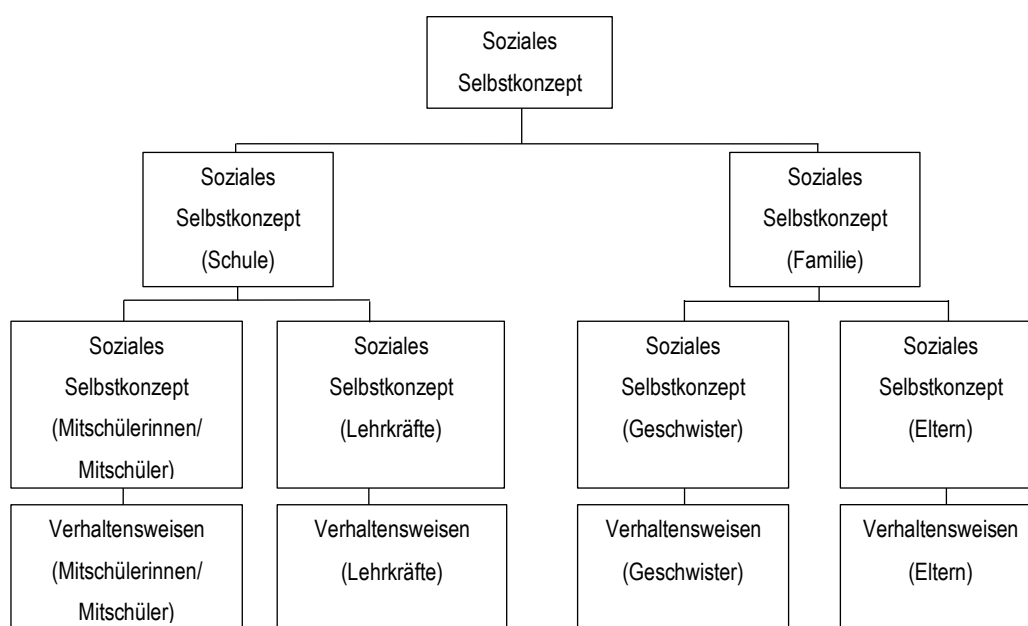 Soziales
Selbstkonzept
Soziales
Selbstkonzept
(Schule)
Soziales
Selbstkonzept
(Familie)
Soziales
Selbstkonzept
(Mitschülerinnen/
Mitschüler)
Soziales
Selbstkonzept
(Lehrkräfte)
Soziales
Selbstkonzept
(Geschwister)
Soziales
Selbstkonzept
(Eltern)
Verhaltensweisen
(Mitschülerinnen/
Mitschüler)
Verhaltensweisen
(Lehrkräfte)
Verhaltensweisen
(Geschwister)
Verhaltensweisen
(Eltern)